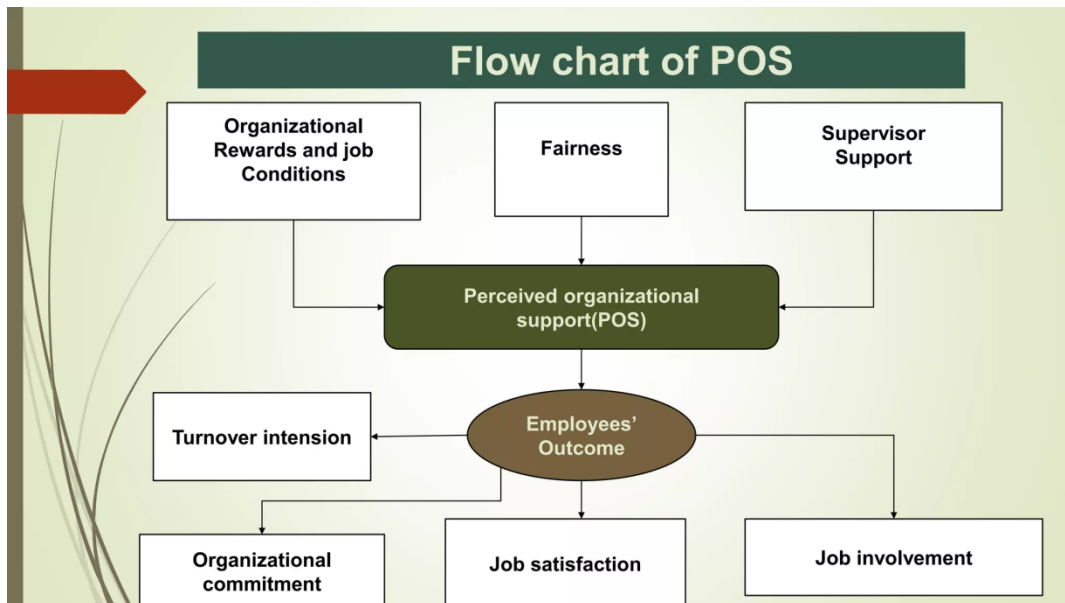 Flow chart of POS
Organizational
Rewards and job
Conditions
Fairness
Supervisor
Support
Perceived organizational
support(POS)
Employees’
Outcome
Turnover intension
Organizational
commitment
Job satisfaction
Job involvement